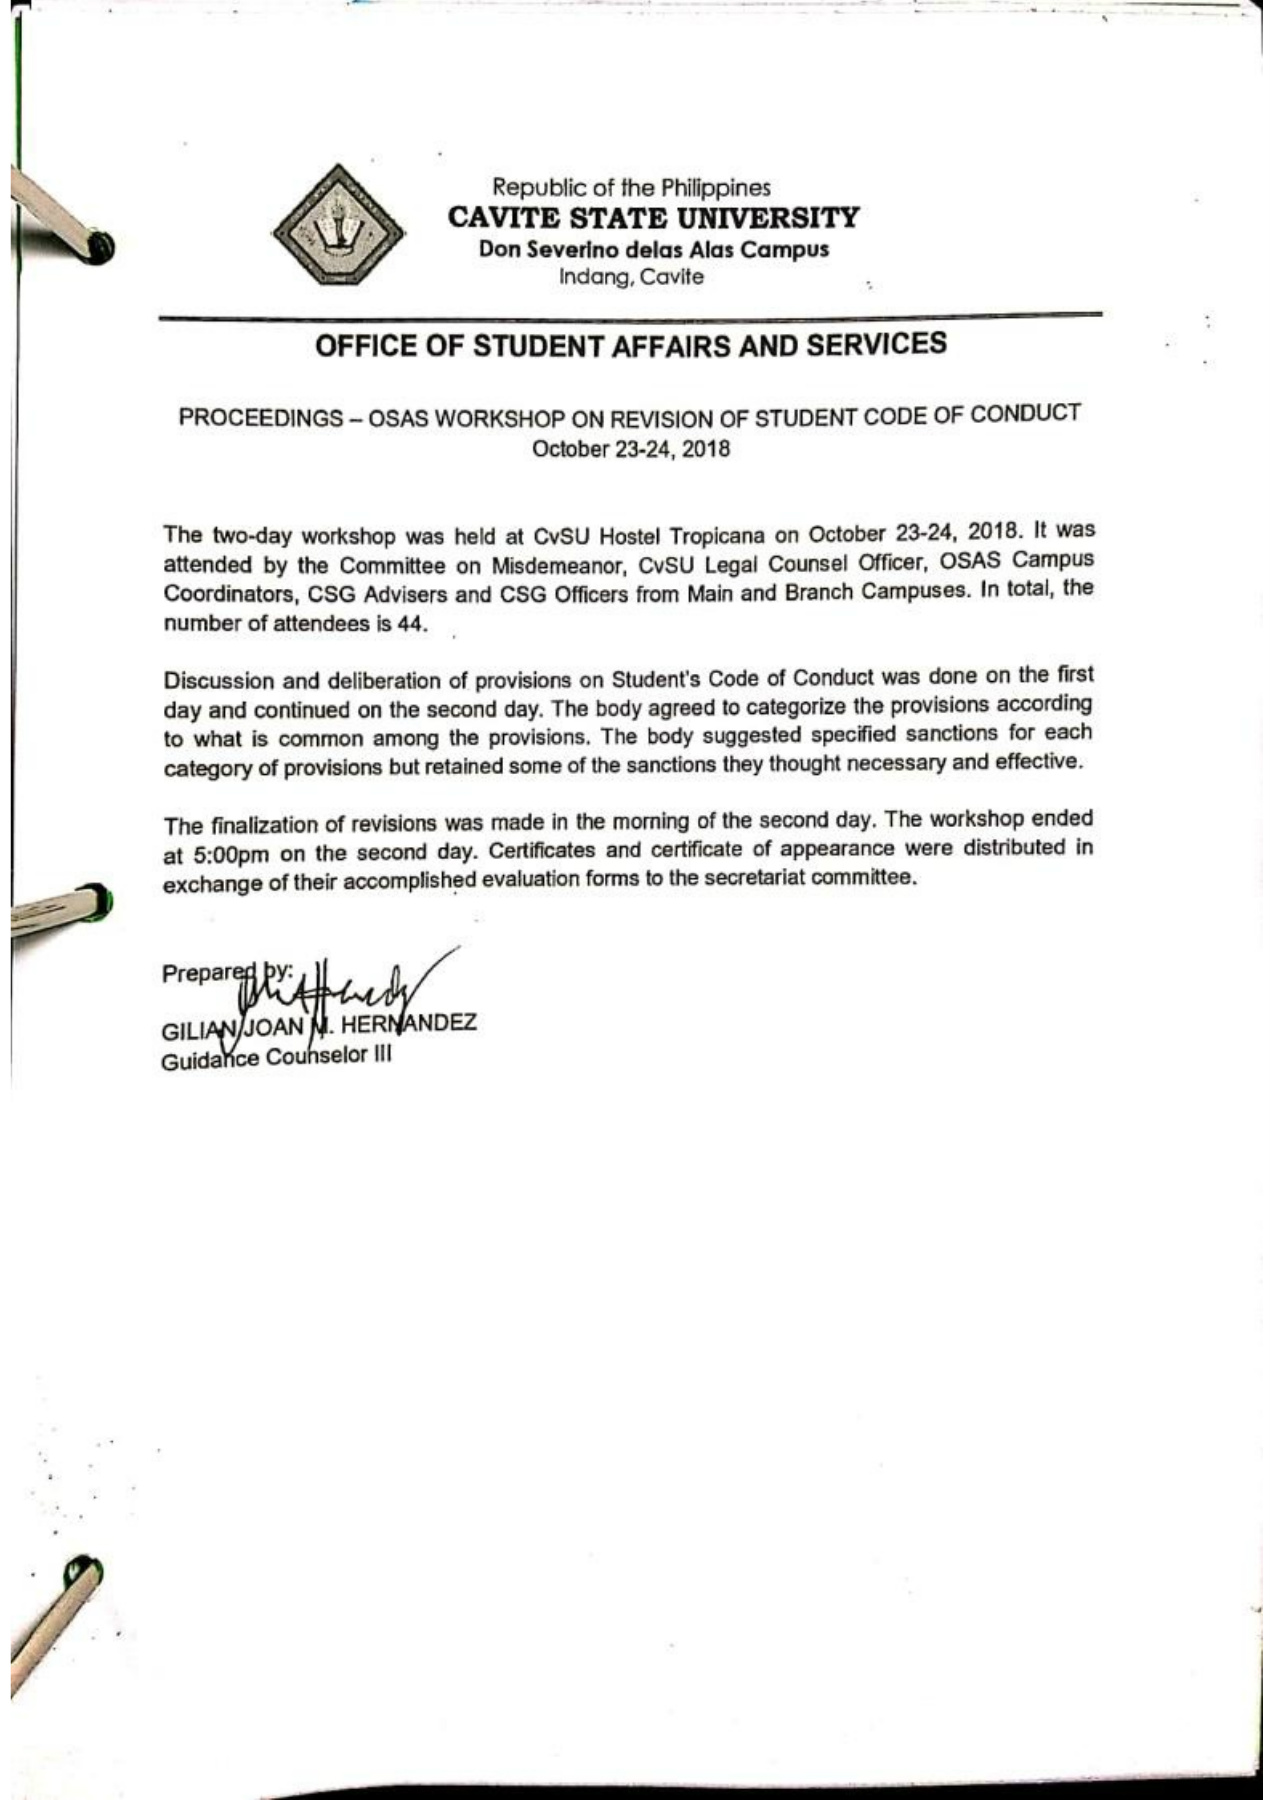 Republic of the Philippines
CAVITE STATE UNIVERSITY
Don Severino delas Alas Campus
Indang, Cavite
OFFICE OF STUDENT AFFAIRS AND SERVICES
PROCEEDINGS – OSAS WORKSHOP ON REVISION OF STUDENT CODE OF CONDUCT
October 23-24, 2018
The two-day workshop was held at CvSU Hostel Tropicana on October 23-24, 2018. It was
attended by the Committee on Misdemeanor, CvSU Legal Counsel Officer, OSAS Campus
Coordinators, CSG Advisers and CSG Officers from Main and Branch Campuses. In total, the
number of attendees is 44.
Discussion and deliberation of provisions on Student's Code of Conduct was done on the first
day and continued on the second day. The body agreed to categorize the provisions according
to what is common among the provisions. The body suggested specified sanctions for each
category of provisions but retained some of the sanctions they thought necessary and effective.
The finalization of revisions was made in the morning of the second day. The workshop ended
at 5:00pm on the second day. Certificates and certificate of appearance were distributed in
exchange of their accomplished evaluation forms to the secretariat committee.
Prepared by:
GILIAN JOAN M. HERNANDEZ
Guidance Counselor III